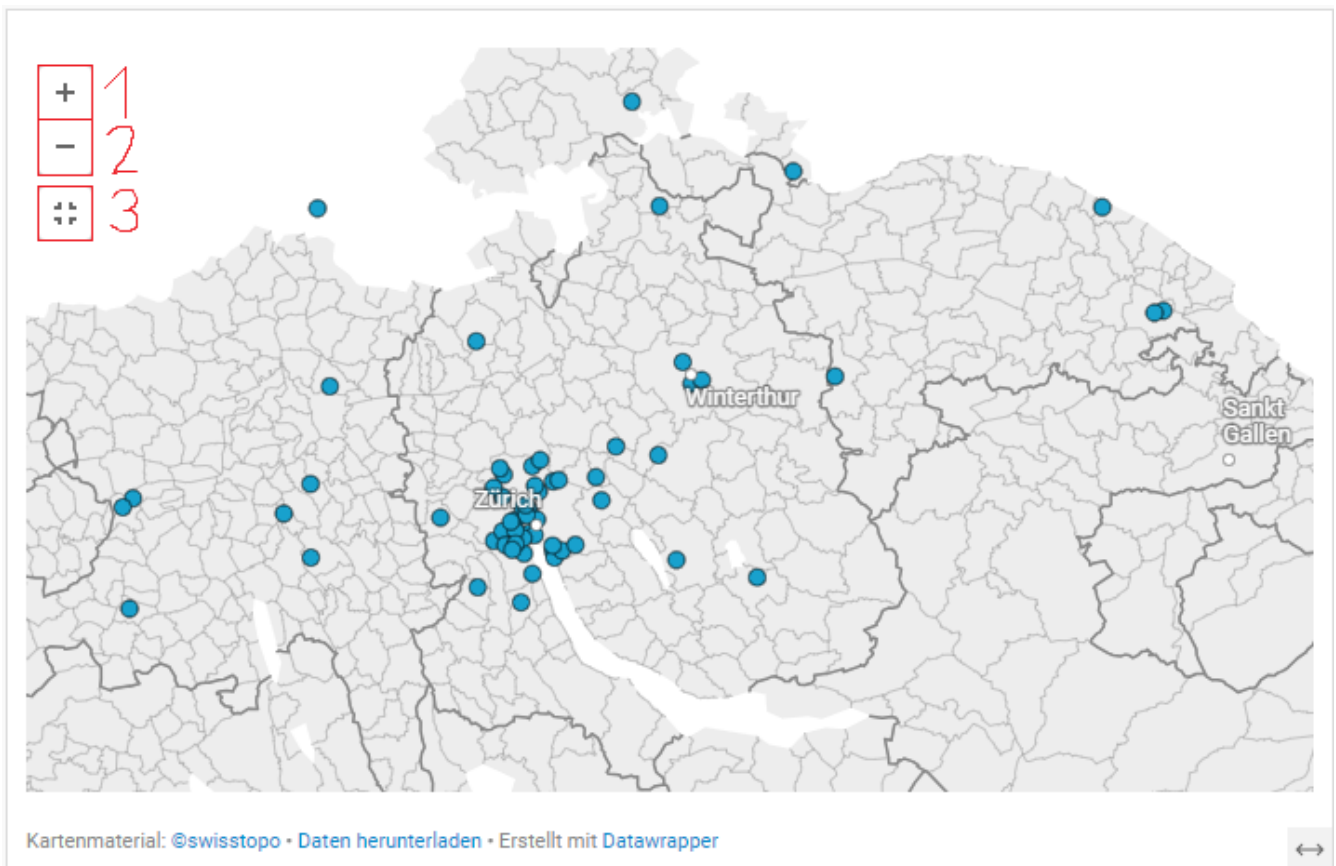 + 1
− 2
3
Winterthur
Sankt
Gallen
Zürich
Kartenmaterial: ©swisstopo • Daten herunterladen • Erstellt mit Datawrapper